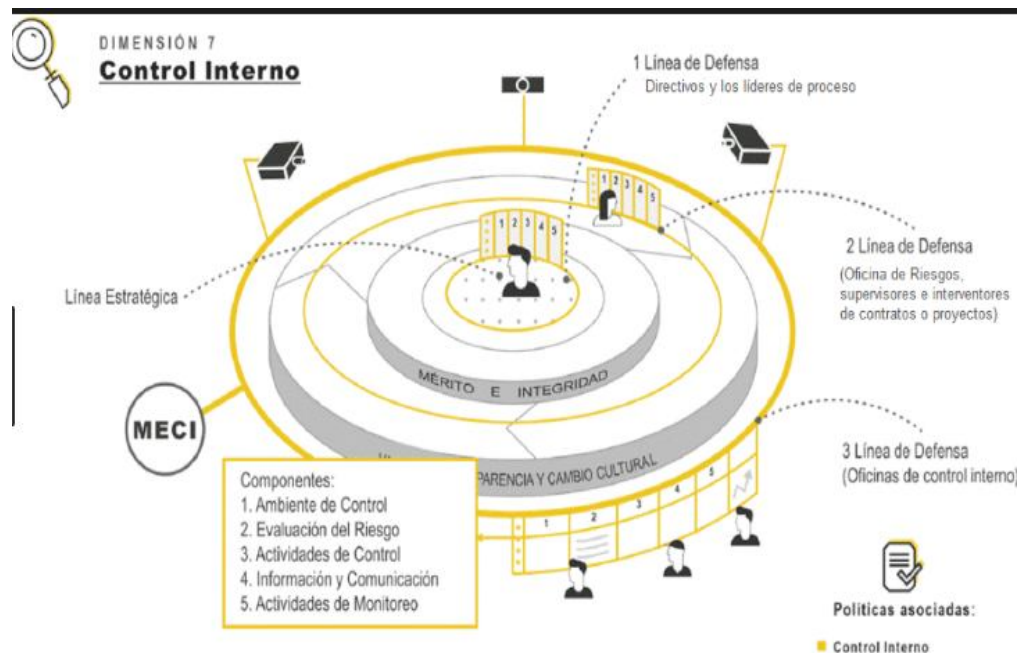 DIMENSIÓN 7
Control Interno
1 Línea de Defensa
Directivos y los líderes de proceso
1 2 3 4 5
1 2 3 4 5
2 Línea de Defensa
(Oficina de Riesgos,
supervisores e interventores
de contratos o proyectos)
Línea Estratégica
MÉRITO E INTEGRIDAD
MECI
PARENCIA Y CAMBIO CULTURAL
3 Línea de Defensa
(Oficinas de control interno)
Componentes:
1. Ambiente de Control
2. Evaluación del Riesgo
3. Actividades de Control
4. Información y Comunicación
5. Actividades de Monitoreo
1 2 3 4 5
Políticas asociadas:
Control Interno